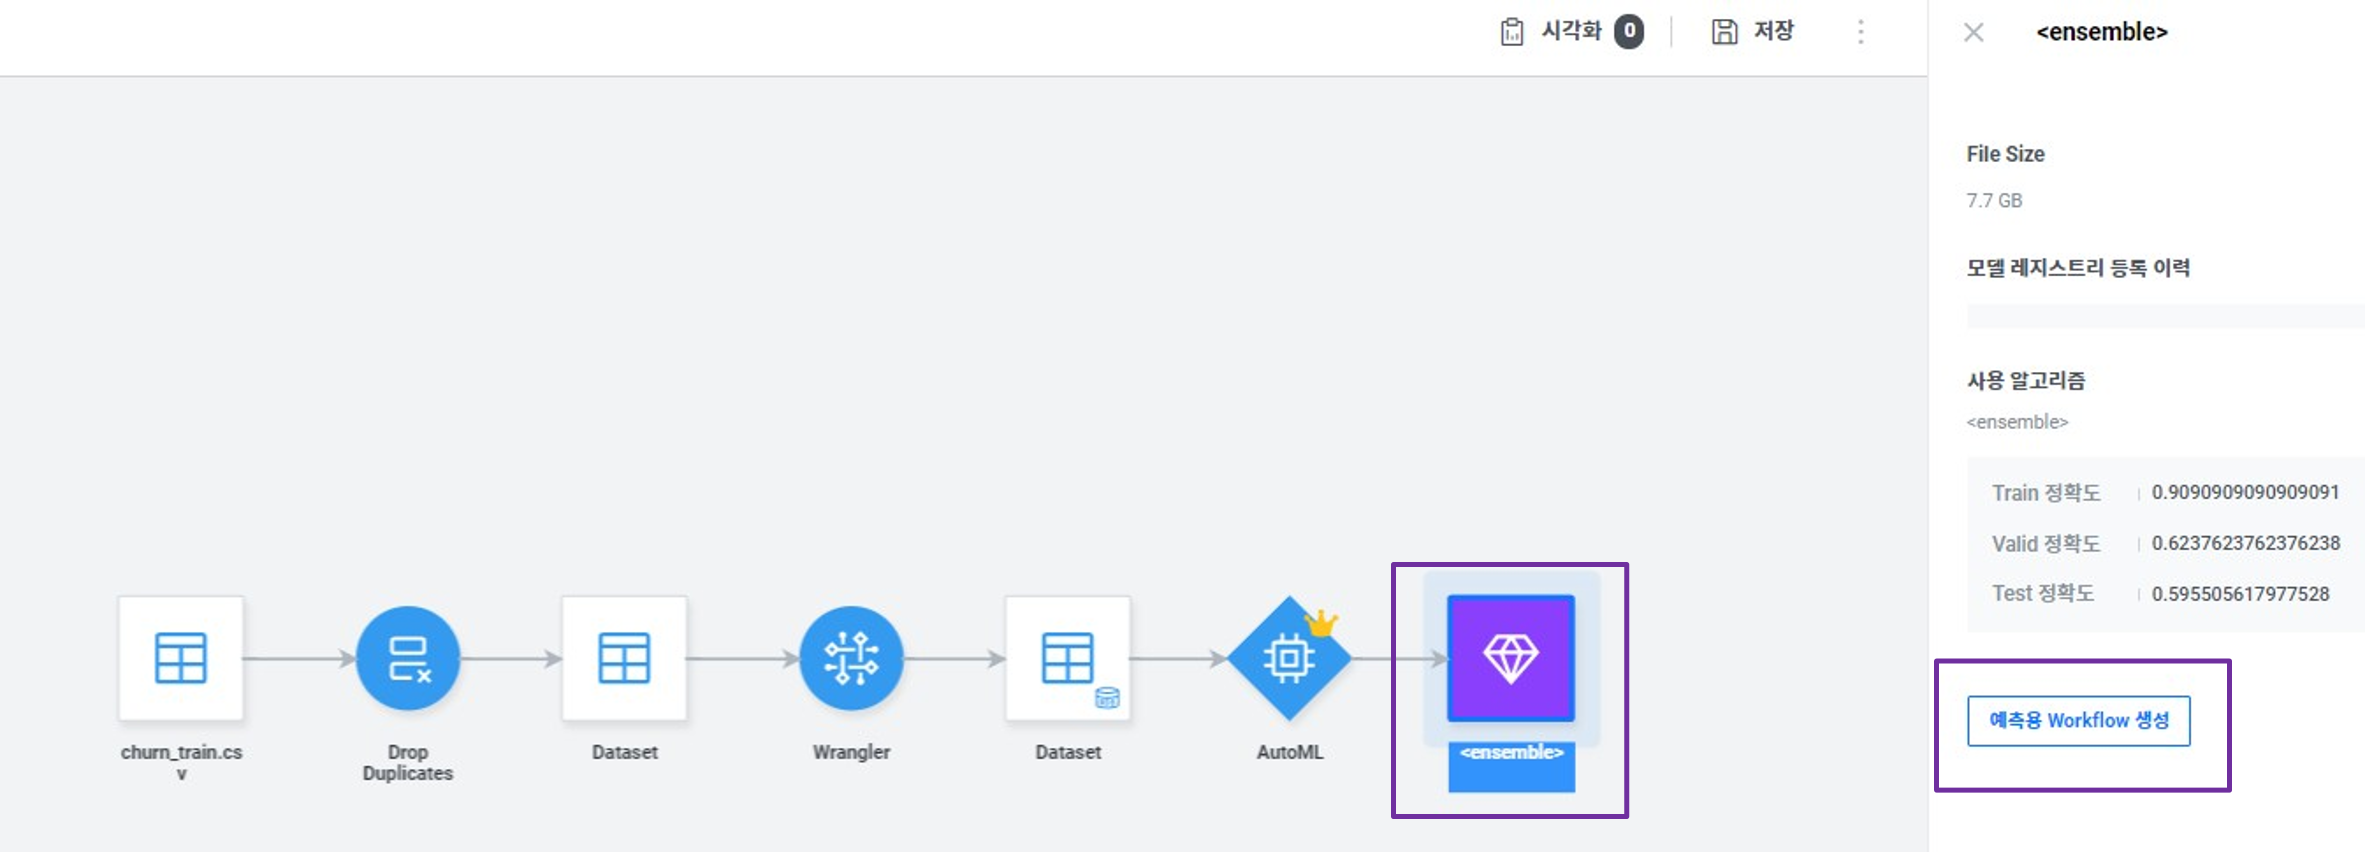 시각화 0
저장
<ensemble>
File Size
7.7 GB
모델 레지스트리 등록 이력
사용 알고리즘
<ensemble>
Train 정확도 0.9090909090909091
Valid 정확도 0.6237623762376238
Test 정확도 0.595505617977528
예측용 Workflow 생성
churn_train.cs
v
Drop
Duplicates
Dataset
Wrangler
Dataset
AutoML
<ensemble>